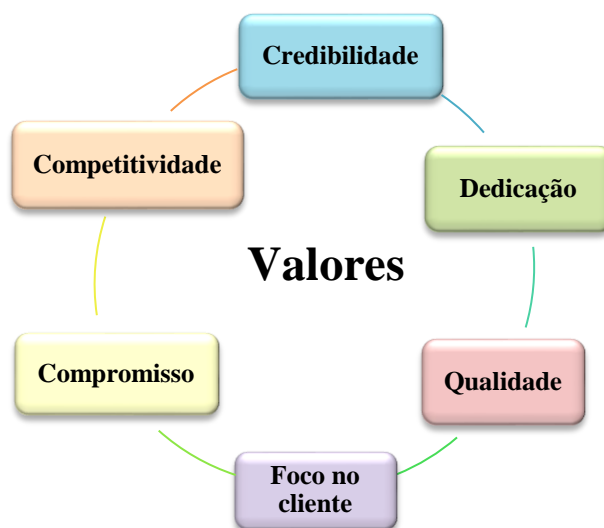 Credibilidade
Competitividade
Dedicação
Valores
Compromisso
Qualidade
Foco no
cliente